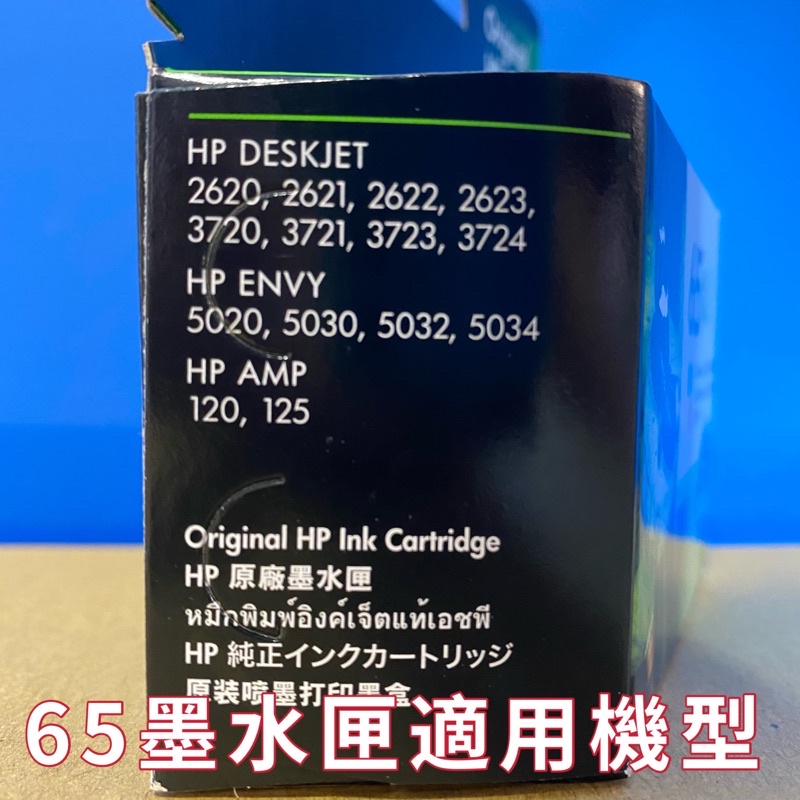 Original
HP DESKJET
2620, 2621, 2622, 2623,
3720, 3721, 3723, 3724
HP ENVY
5020, 5030, 5032, 5034
HP AMP
120, 125
Original HP Ink Cartridge
HP 原廠墨水匣
หมึกพิมพ์อิงค์เจ็ตแท้เอชพี
HP 純正インクカートリッジ
原装喷墨打印墨盒
65墨水匣適用機型